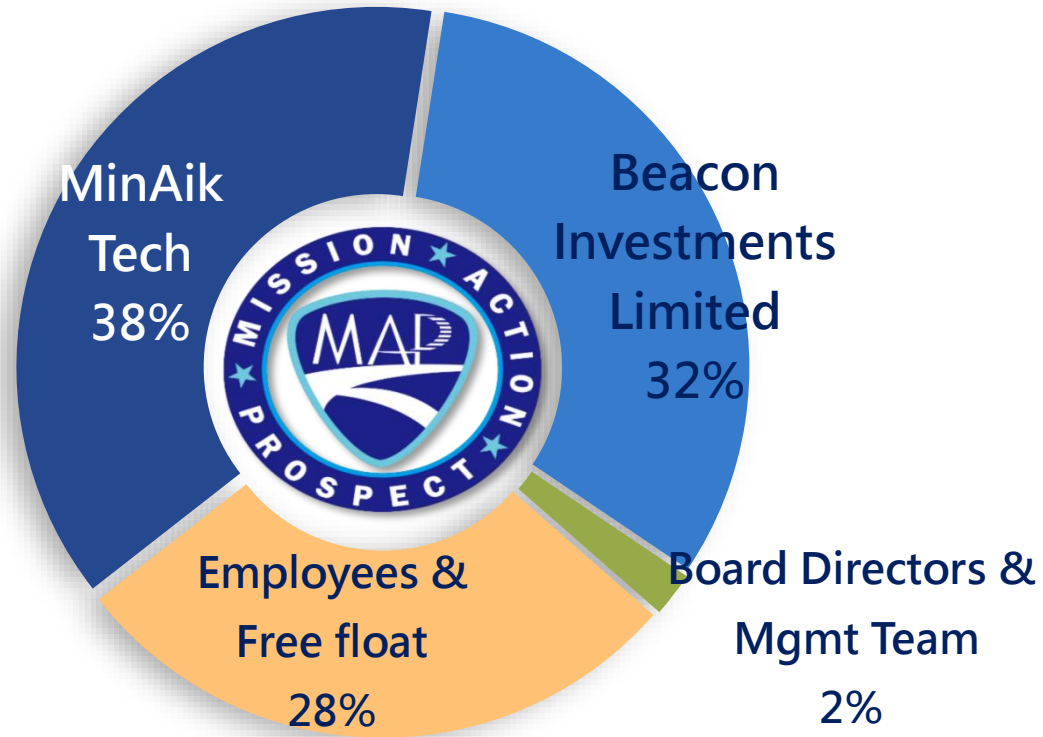 MinAik
Tech
38%
Beacon
Investments
Limited
32%
MISSION ★ ACTION ★ PROSPECT ★
MAP
Employees &
Free float
28%
Board Directors &
Mgmt Team
2%